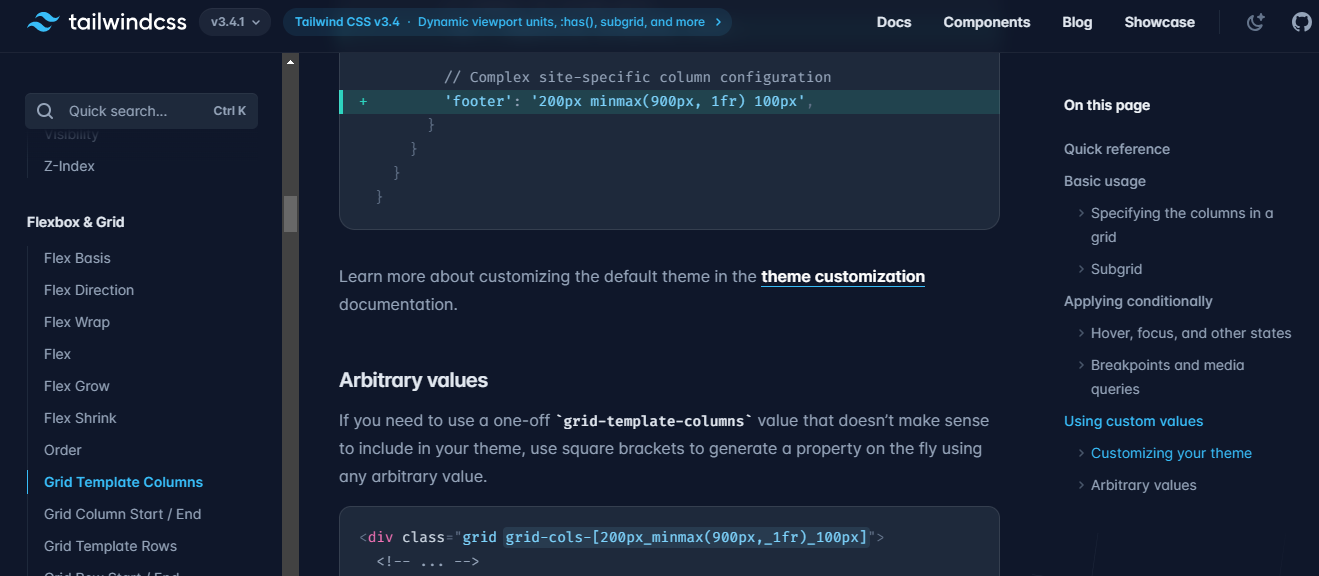 tailwindcss
v3.4.1
Tailwind CSS v3.4 · Dynamic viewport units, :has(), subgrid, and more
Docs
Components
Blog
Showcase
Quick search...
Ctrl K
Visibility
Z-Index
Flexbox & Grid
Flex Basis
Flex Direction
Flex Wrap
Flex
Flex Grow
Flex Shrink
Order
Grid Template Columns
Grid Column Start / End
Grid Template Rows
Grid Row Start / End
// Complex site-specific column configuration
+ 'footer': '200px minmax(900px, 1fr) 100px',
}
}
}
}
Learn more about customizing the default theme in the theme customization
documentation.
Arbitrary values
If you need to use a one-off `grid-template-columns` value that doesn’t make sense
to include in your theme, use square brackets to generate a property on the fly using
any arbitrary value.
<div class="grid grid-cols-[200px_minmax(900px,_1fr)_100px]">
<!-- ... -->
On this page
Quick reference
Basic usage
Specifying the columns in a
grid
Subgrid
Applying conditionally
Hover, focus, and other states
Breakpoints and media
queries
Using custom values
Customizing your theme
Arbitrary values